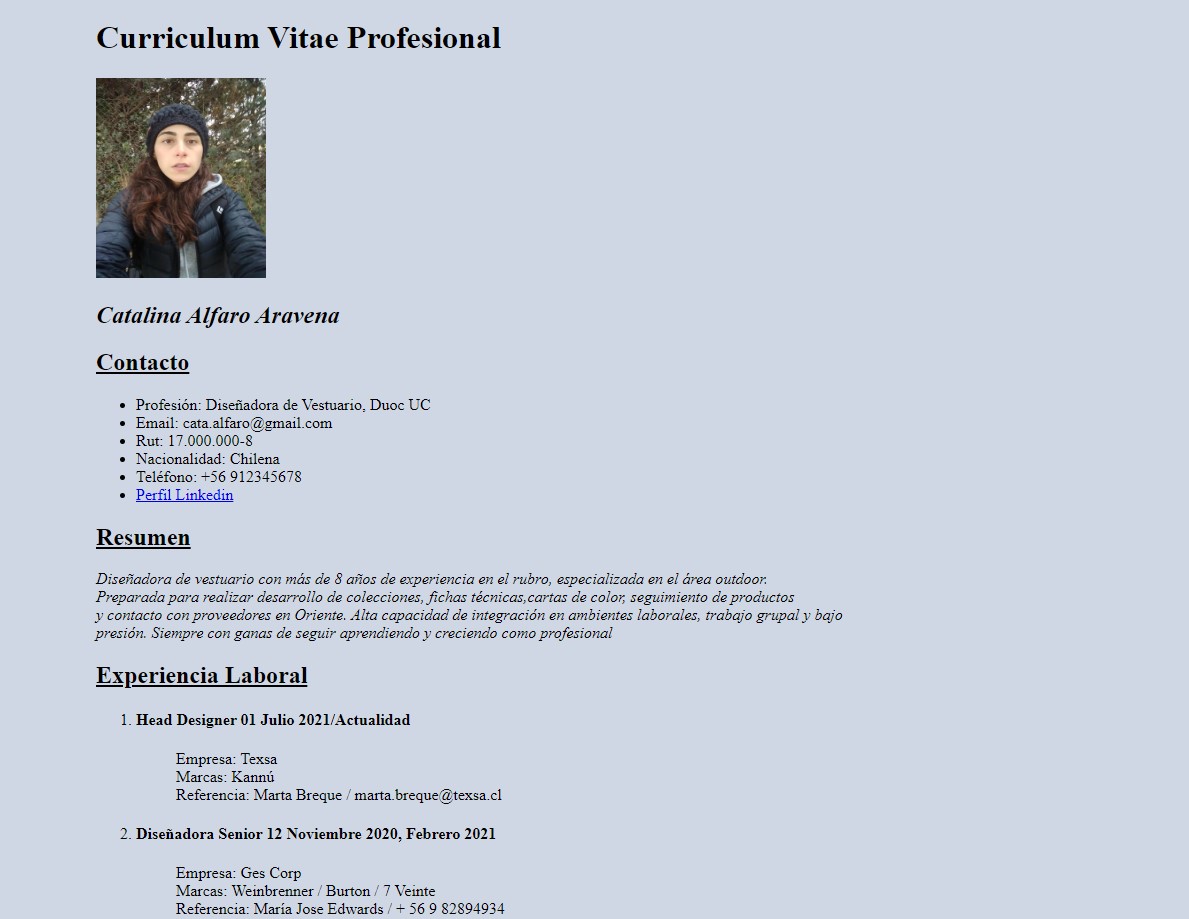 Curriculum Vitae Profesional
Catalina Alfaro Aravena
Contacto
• Profesión: Diseñadora de Vestuario, Duoc UC
• Email: cata.alfaro@gmail.com
• Rut: 17.000.000-8
• Nacionalidad: Chilena
• Teléfono: +56 912345678
• Perfil Linkedin
Resumen
Diseñadora de vestuario con más de 8 años de experiencia en el rubro, especializada en el área outdoor.
Preparada para realizar desarrollo de colecciones, fichas técnicas,cartas de color, seguimiento de productos
y contacto con proveedores en Oriente. Alta capacidad de integración en ambientes laborales, trabajo grupal y bajo
presión. Siempre con ganas de seguir aprendiendo y creciendo como profesional
Experiencia Laboral
1. Head Designer 01 Julio 2021/Actualidad
Empresa: Texsa
Marcas: Kannú
Referencia: Marta Breque / marta.breque@texsa.cl
2. Diseñadora Senior 12 Noviembre 2020, Febrero 2021
Empresa: Ges Corp
Marcas: Weinbrenner / Burton / 7 Veinte
Referencia: María Jose Edwards / + 56 9 82894934